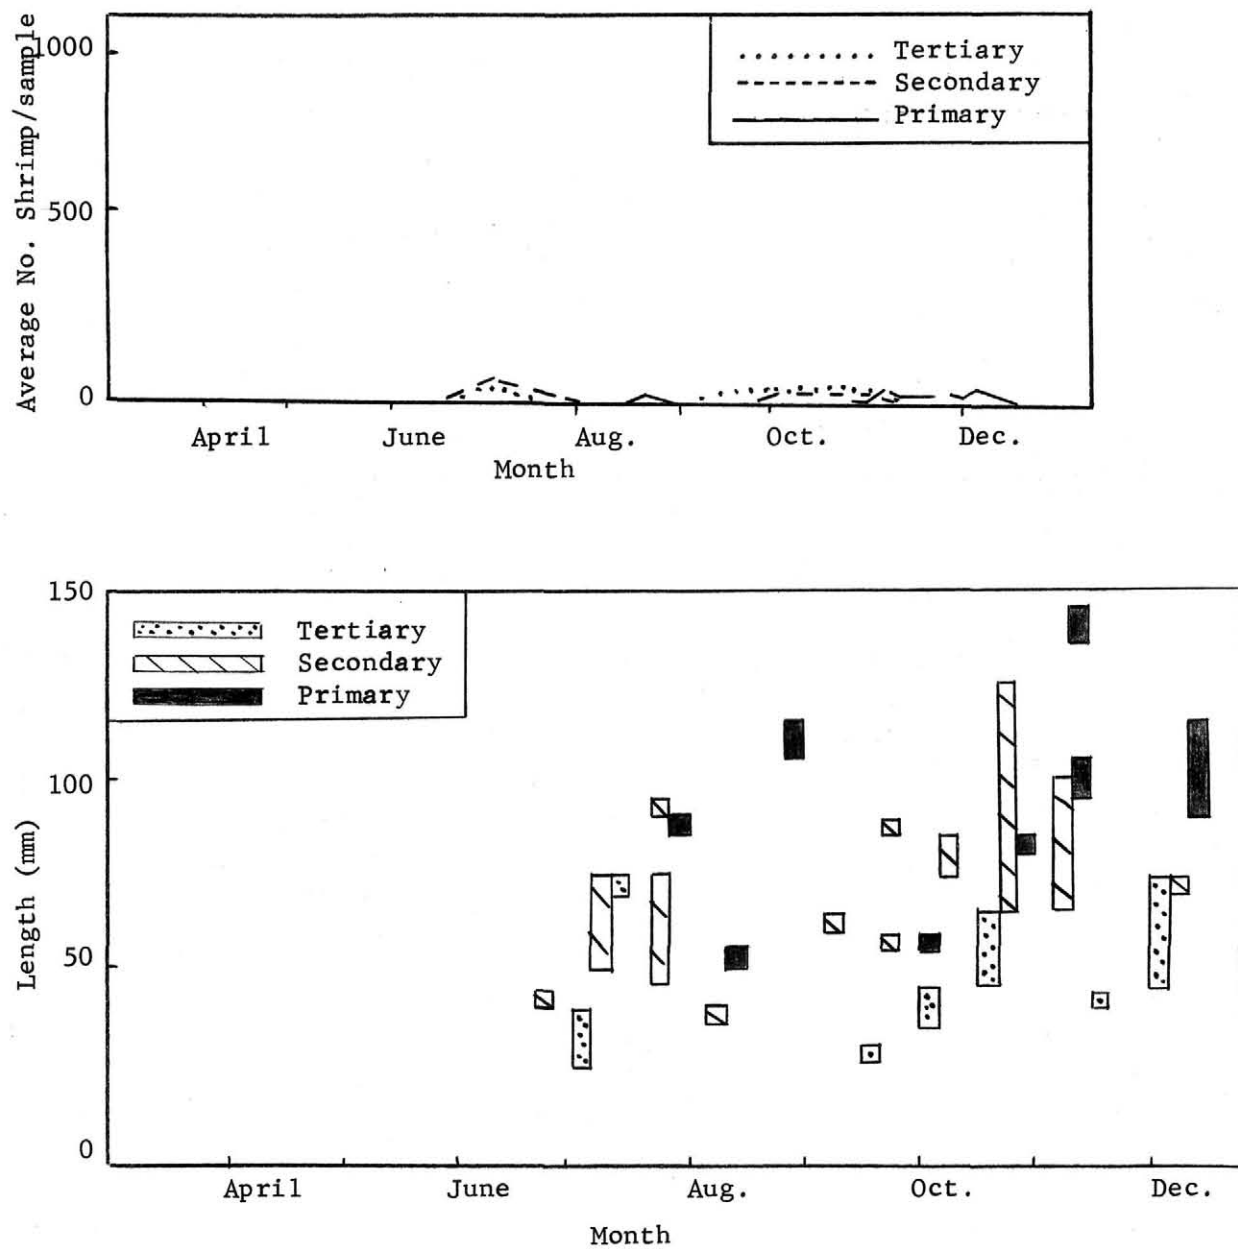 Average No. Shrimp/sample
1000
500
0
Tertiary
Secondary
Primary
April June Aug. Oct. Dec.
Month
Length (mm)
150
100
50
0
Tertiary
Secondary
Primary
April June Aug. Oct. Dec.
Month